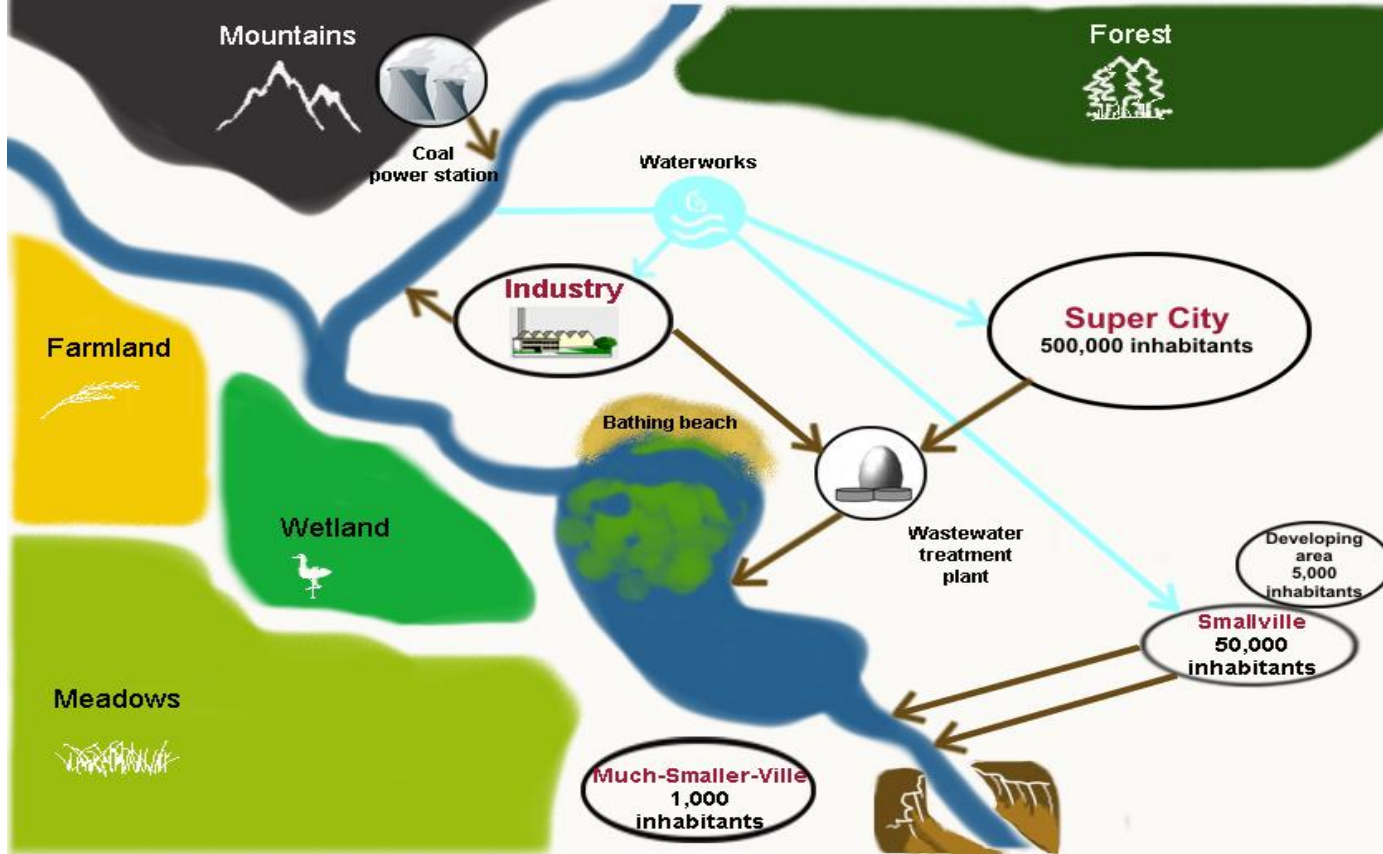 Mountains
Forest
Coal
power station
Waterworks
Industry
Super City
500,000 inhabitants
Farmland
Bathing beach
Wetland
Wastewater
treatment
plant
Developing
area
5,000
inhabitants
Smallville
50,000
inhabitants
Meadows
Much-Smaller-Ville
1,000
inhabitants